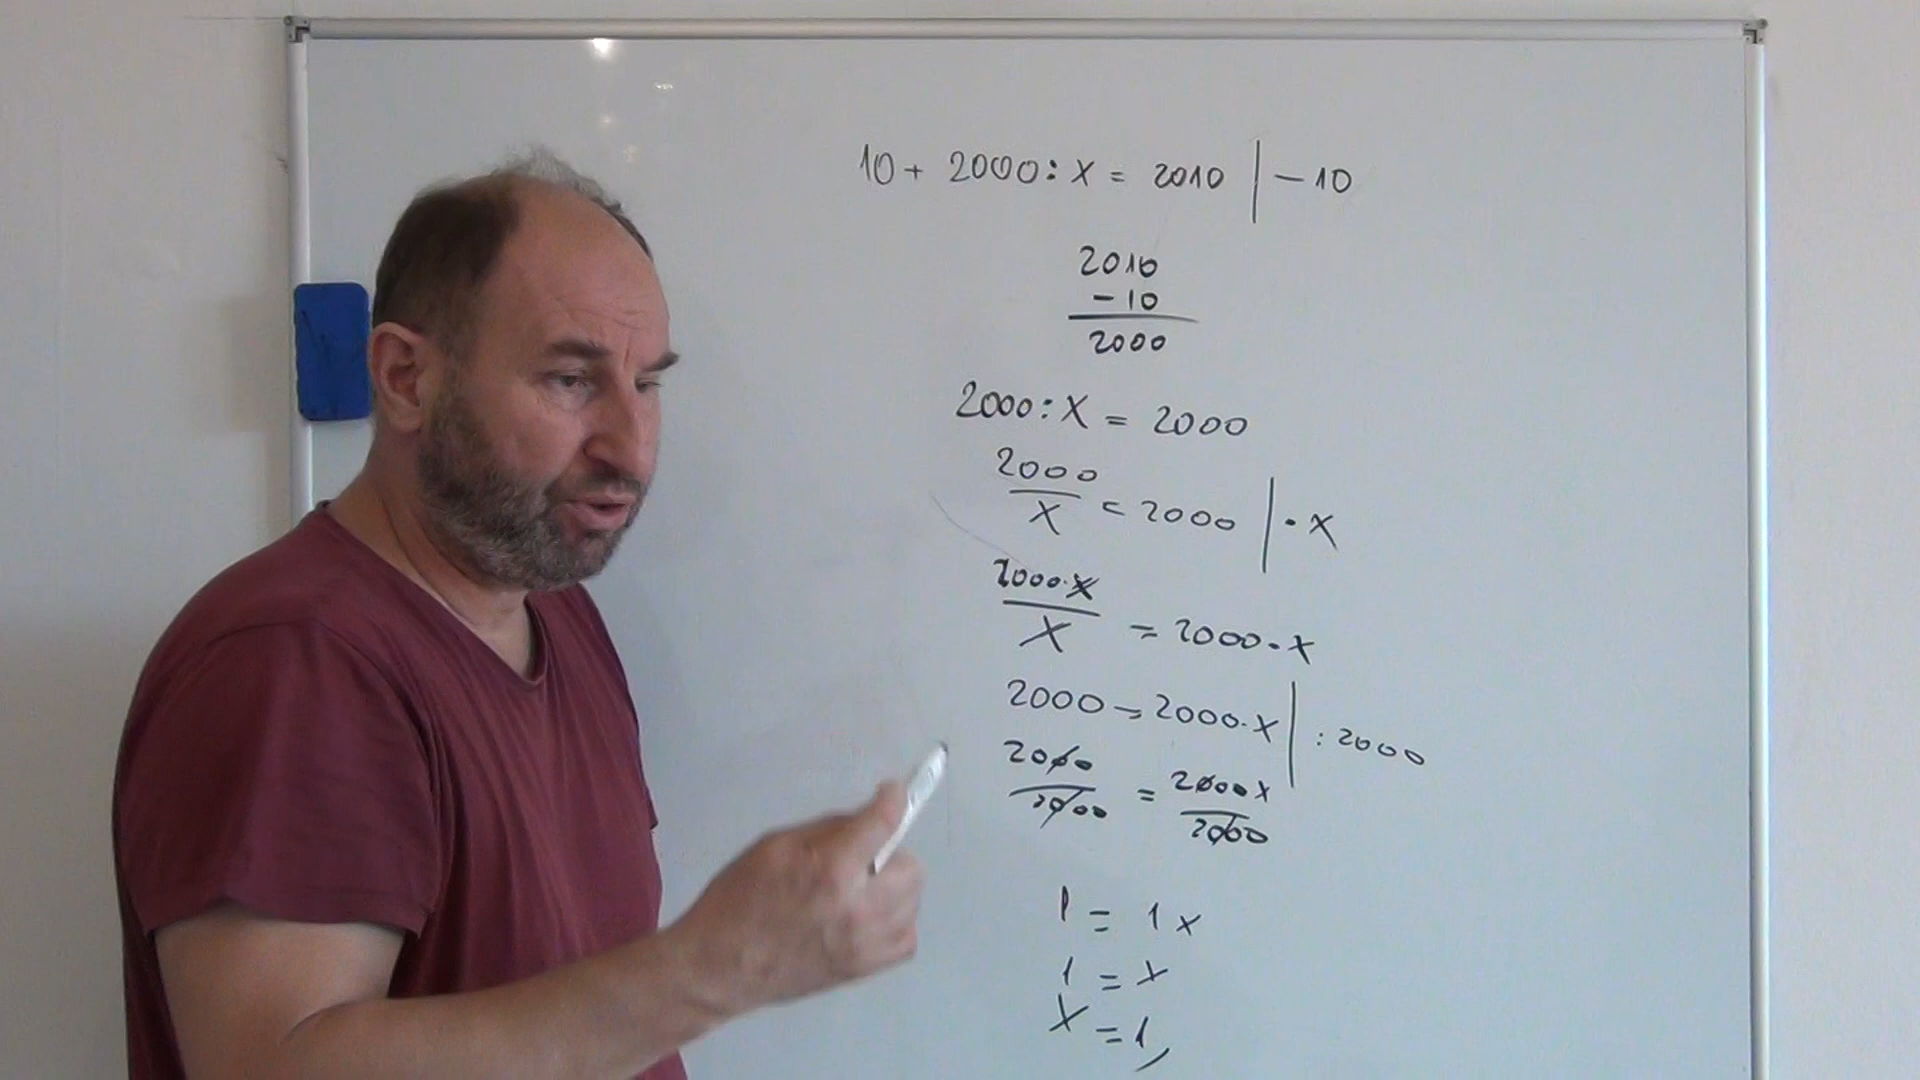 10 + 2000 : x = 2010 | - 10
2010
- 10
2000
2000 : x = 2000
2000
x = 2000 | · x
2000 · x
x = 2000 · x
2000 = 2000 · x | : 2000
2000 = 2000 x
2000 2000
1 = 1 x
1 = x
x = 1,